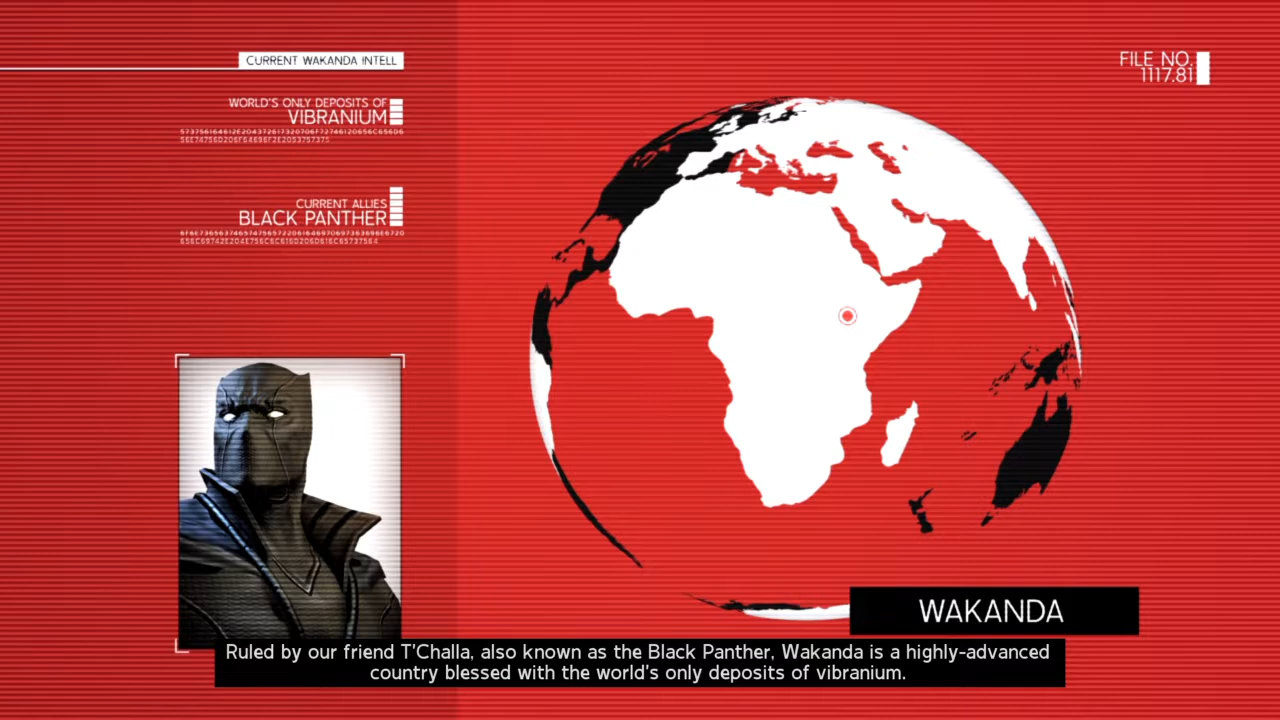 CURRENT WAKANDA INTELL
FILE NO.
1117.81
WORLD'S ONLY DEPOSITS OF
VIBRANIUM
CURRENT ALLIES
BLACK PANTHER
WAKANDA
Ruled by our friend T'Challa, also known as the Black Panther, Wakanda is a highly-advanced
country blessed with the world's only deposits of vibranium.